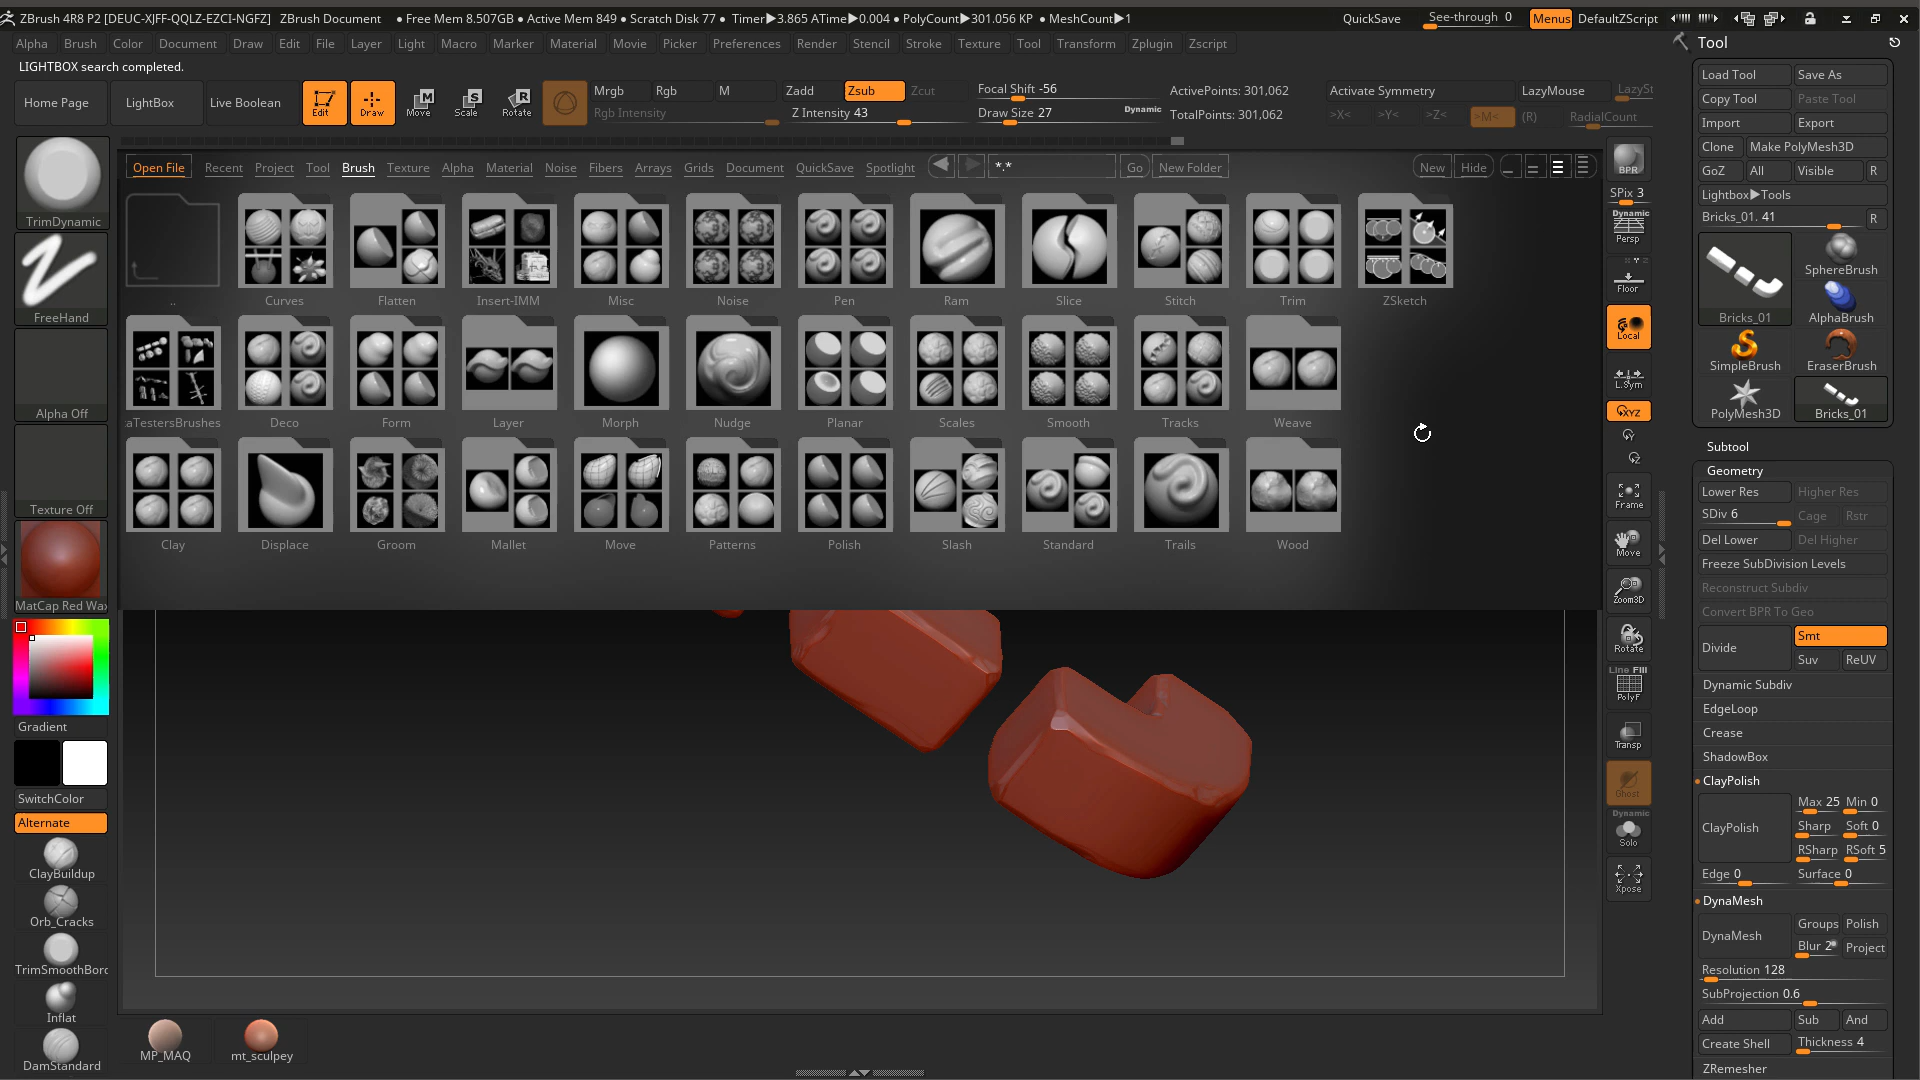 ZBrush 4R8 P2 [DEUC-XJFF-QQLZ-EZCI-NGFZ] ZBrush Document • Free Mem 8.507GB • Active Mem 849 • Scratch Disk 77 • Timer▶3.865 ATime▶0.004 • PolyCount▶301.056 KP • MeshCount▶1 QuickSave See-through 0 Menus DefaultZScript
Alpha Brush Color Document Draw Edit File Layer Light Macro Marker Material Movie Picker Preferences Render Stencil Stroke Texture Tool Transform Zplugin Zscript
LIGHTBOX search completed.
Home Page LightBox Live Boolean Edit Draw Move Scale Rotate
Mrgb Rgb M Zadd Zsub Zcut Focal Shift -56 ActivePoints: 301,062 Activate Symmetry LazyMouse LazySt
Rgb Intensity Z Intensity 43 Draw Size 27 Dynamic TotalPoints: 301,062 >X< >Y< >Z< >M< (R) RadialCount
Open File Recent Project Tool Brush Texture Alpha Material Noise Fibers Arrays Grids Document QuickSave Spotlight *.* Go New Folder New Hide
.. Curves Flatten Insert-IMM Misc Noise Pen Ram Slice Stitch Trim ZSketch
aTestersBrushes Deco Form Layer Morph Nudge Planar Scales Smooth Tracks Weave
Clay Displace Groom Mallet Move Patterns Polish Slash Standard Trails Wood
TrimDynamic
FreeHand
Alpha Off
Texture Off
MatCap Red Wax
Gradient
SwitchColor
Alternate
ClayBuildup
Orb_Cracks
TrimSmoothBord
Inflat
DamStandard
MP_MAQ mt_sculpey
BPR
SPix 3
Dynamic
Persp
Floor
Local
L.Sym
XYZ
Frame
Move
Zoom3D
Rotate
Line Fill
PolyF
Transp
Ghost
Dynamic
Solo
Xpose
Tool
Load Tool Save As
Copy Tool Paste Tool
Import Export
Clone Make PolyMesh3D
GoZ All Visible R
Lightbox▶Tools
Bricks_01. 41 R
Bricks_01 SphereBrush
AlphaBrush
SimpleBrush EraserBrush
PolyMesh3D Bricks_01
Subtool
Geometry
Lower Res Higher Res
SDiv 6 Cage Rstr
Del Lower Del Higher
Freeze SubDivision Levels
Reconstruct Subdiv
Convert BPR To Geo
Divide Smt
Suv ReUV
Dynamic Subdiv
EdgeLoop
Crease
ShadowBox
ClayPolish
ClayPolish Max 25 Min 0
Sharp Soft 0
RSharp RSoft 5
Edge 0 Surface 0
DynaMesh
DynaMesh Groups Polish
Blur 2 Project
Resolution 128
SubProjection 0.6
Add Sub And
Create Shell Thickness 4
ZRemesher